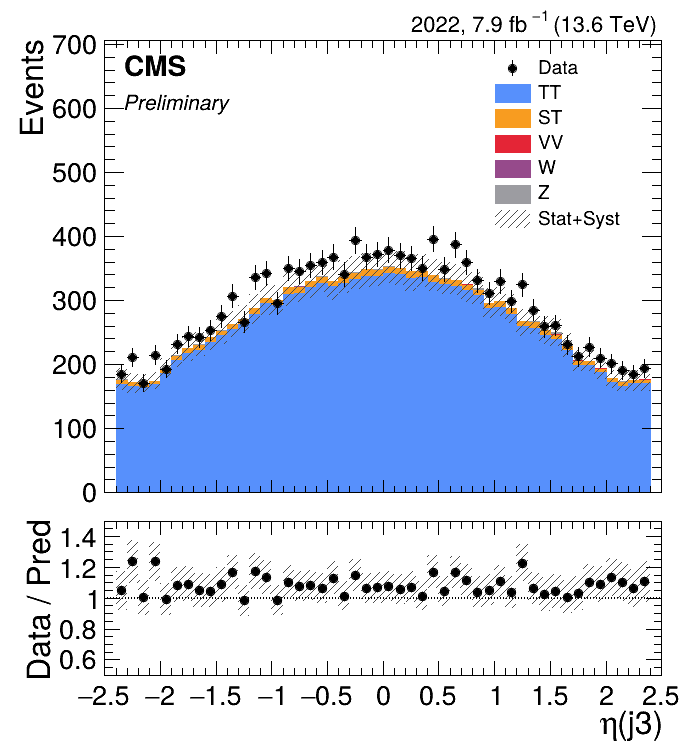 2022, 7.9 fb⁻¹ (13.6 TeV)
Events
700
600
500
400
300
200
100
0
CMS
Preliminary
Data
TT
ST
VV
W
Z
Stat+Syst
Data / Pred
1.4
1.2
1
0.8
0.6
−2.5 −2 −1.5 −1 −0.5 0 0.5 1 1.5 2 2.5
η(j3)